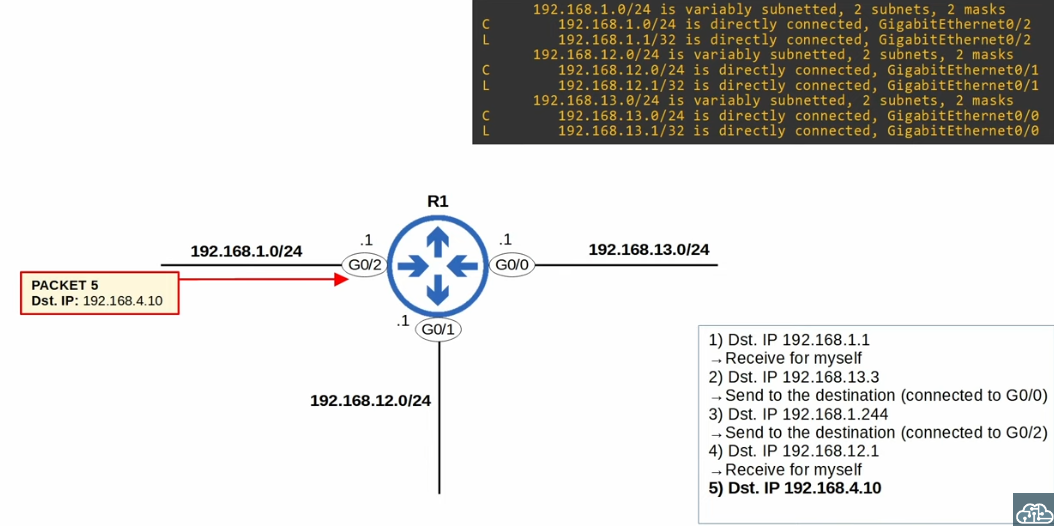 192.168.1.0/24 is variably subnetted, 2 subnets, 2 masks
C 192.168.1.0/24 is directly connected, GigabitEthernet0/2
L 192.168.1.1/32 is directly connected, GigabitEthernet0/2
192.168.12.0/24 is variably subnetted, 2 subnets, 2 masks
C 192.168.12.0/24 is directly connected, GigabitEthernet0/1
L 192.168.12.1/32 is directly connected, GigabitEthernet0/1
192.168.13.0/24 is variably subnetted, 2 subnets, 2 masks
C 192.168.13.0/24 is directly connected, GigabitEthernet0/0
L 192.168.13.1/32 is directly connected, GigabitEthernet0/0
R1
192.168.1.0/24
.1
.1
192.168.13.0/24
G0/2
G0/0
PACKET 5
Dst. IP: 192.168.4.10
.1
G0/1
192.168.12.0/24
1) Dst. IP 192.168.1.1
→Receive for myself
2) Dst. IP 192.168.13.3
→Send to the destination (connected to G0/0)
3) Dst. IP 192.168.1.244
→Send to the destination (connected to G0/2)
4) Dst. IP 192.168.12.1
→Receive for myself
5) Dst. IP 192.168.4.10